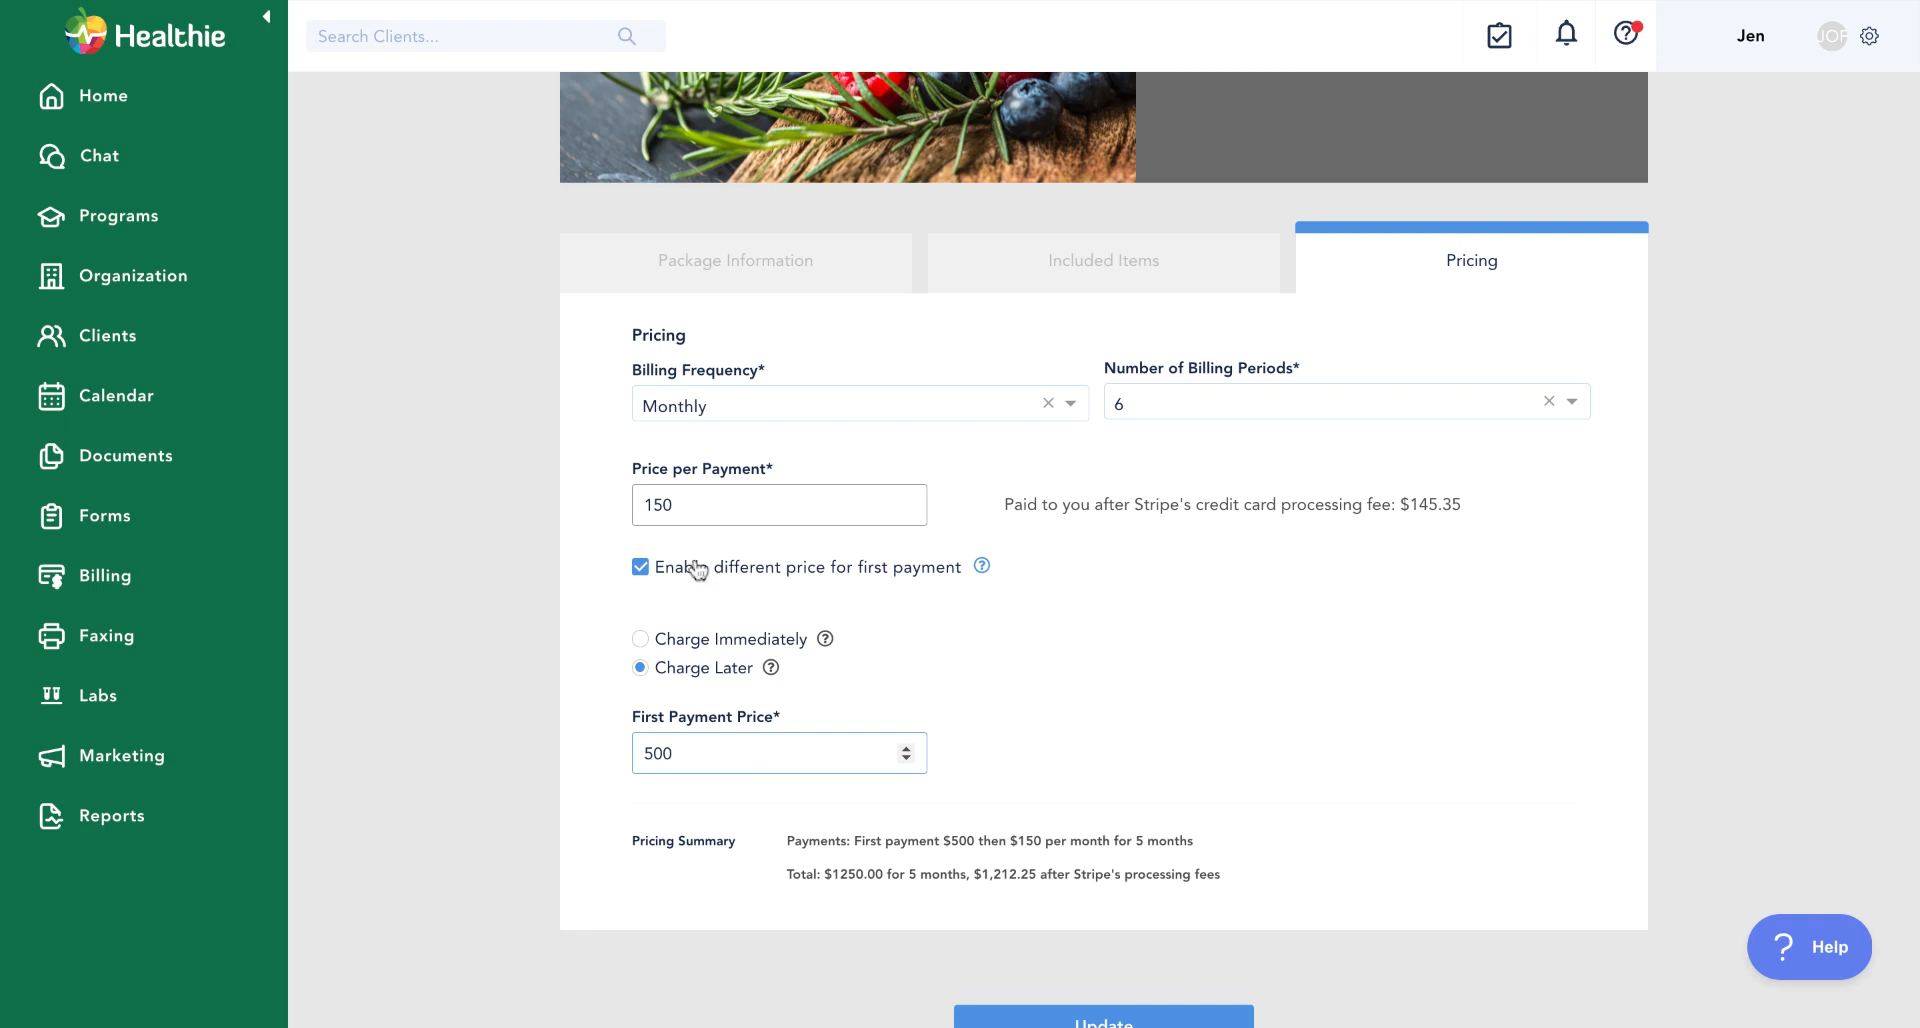 Healthie
Search Clients...
Jen
JOF
Home
Chat
Programs
Organization
Clients
Calendar
Documents
Forms
Billing
Faxing
Labs
Marketing
Reports
Package Information
Included Items
Pricing
Pricing
Billing Frequency*
Number of Billing Periods*
Monthly
6
Price per Payment*
150
Paid to you after Stripe's credit card processing fee: $145.35
different price for first payment
Charge Immediately
Charge Later
First Payment Price*
500
Pricing Summary
Payments: First payment $500 then $150 per month for 5 months
Total: $1250.00 for 5 months, $1,212.25 after Stripe's processing fees
? Help
Update